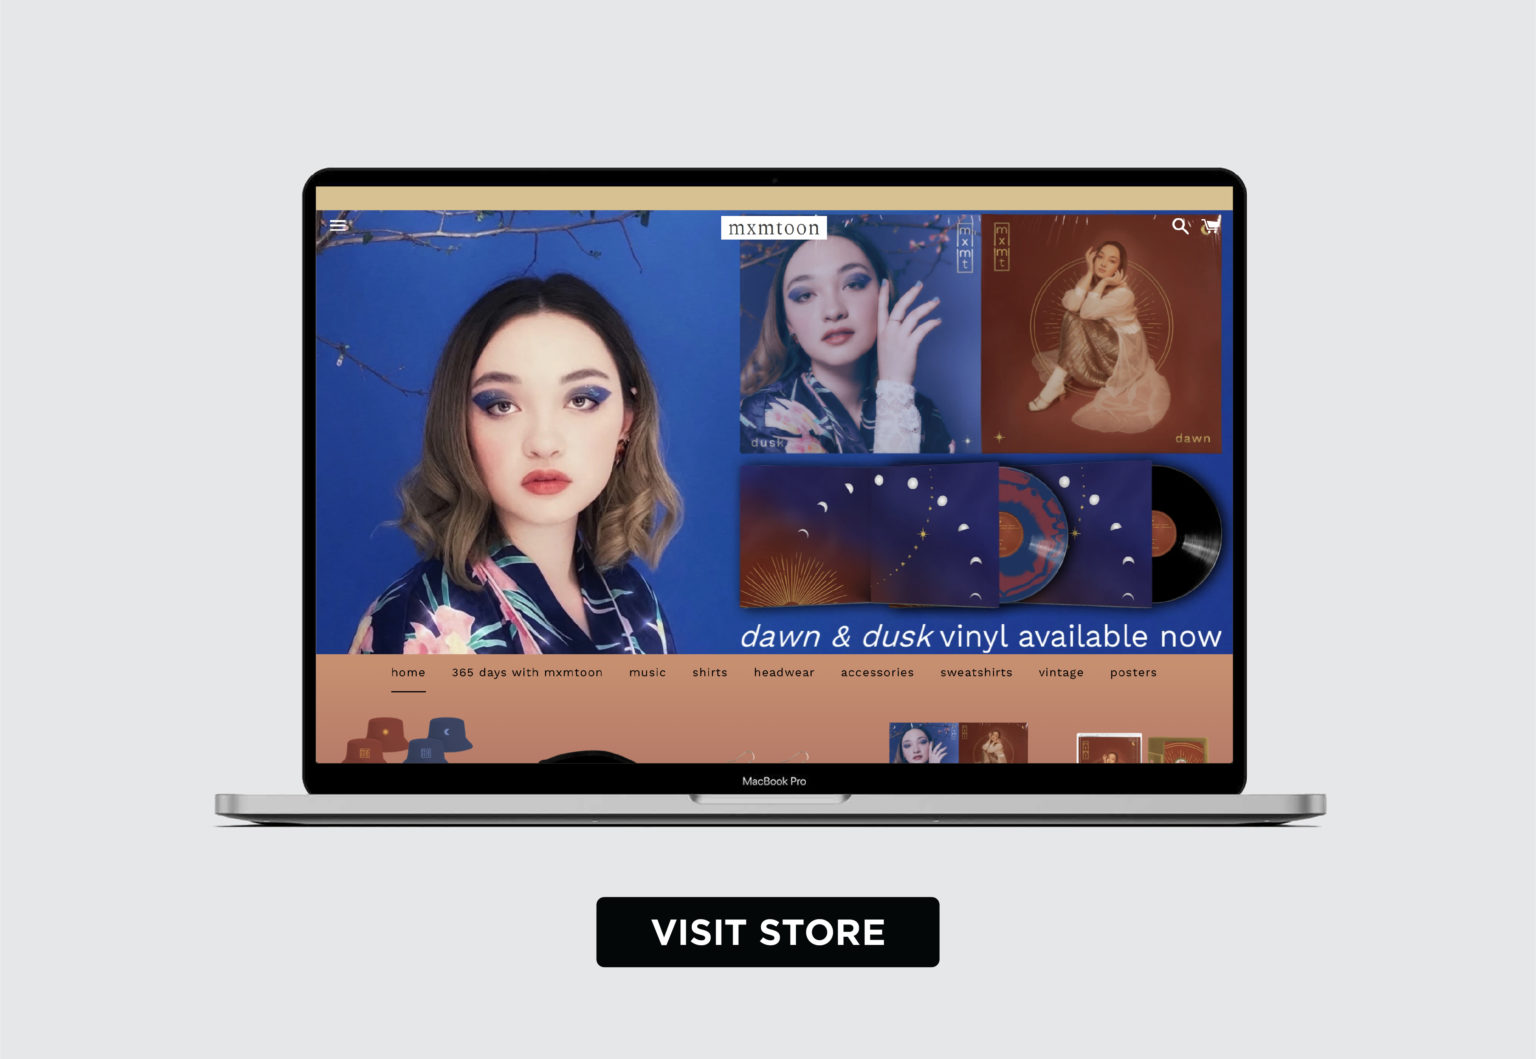 mxmtoon
mxmt
mxmt
dusk
dawn
dawn & dusk vinyl available now
home 365 days with mxmtoon music shirts headwear accessories sweatshirts vintage posters
MacBook Pro
VISIT STORE